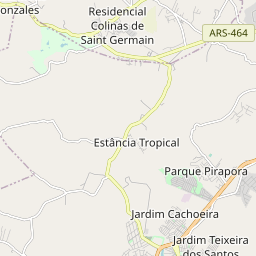 onzales
Residencial
Colinas de
Saint Germain
ARS-464
Estância Tropical
Parque Pirapora
Jardim Cachoeira
Jardim Teixeira
dos Santos